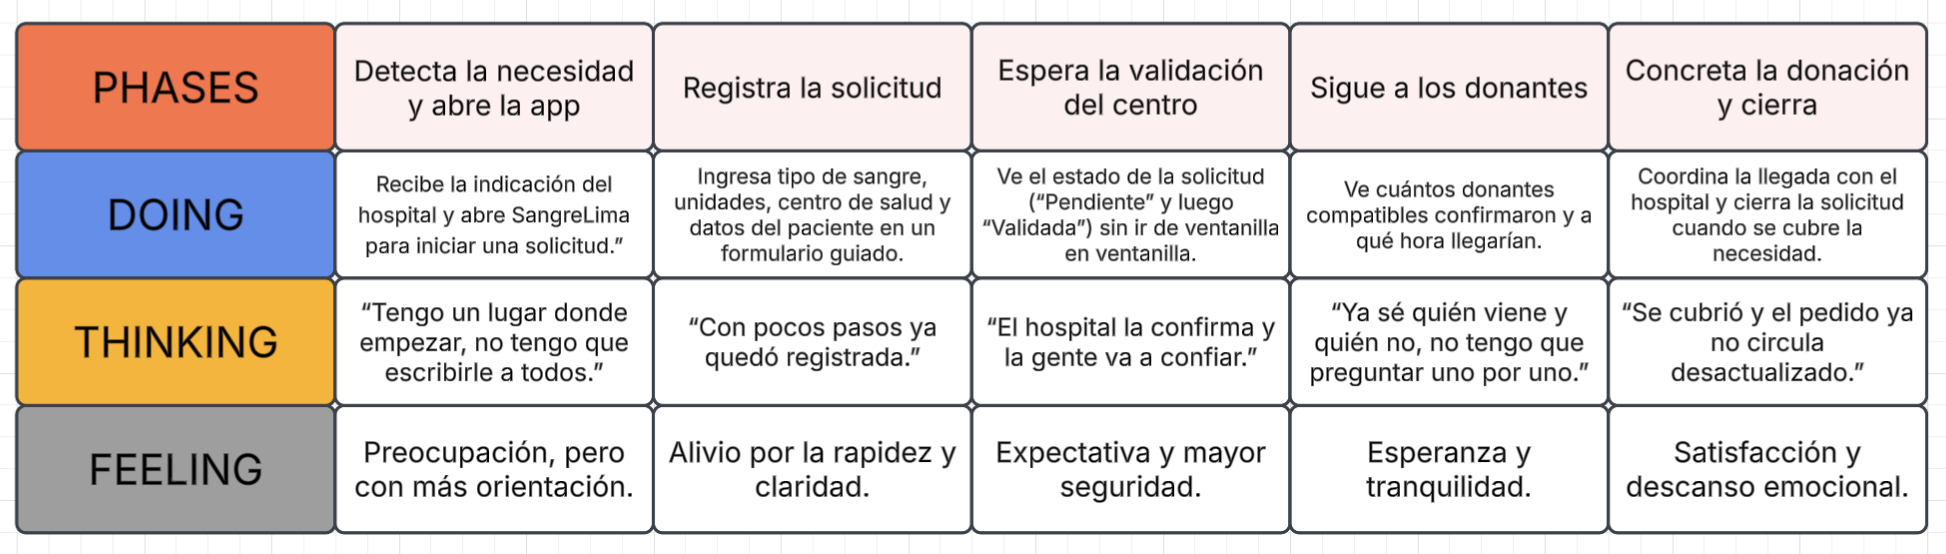 PHASES
Detecta la necesidad
y abre la app
Registra la solicitud
Espera la validación
del centro
Sigue a los donantes
Concreta la donación
y cierra
DOING
Recibe la indicación del
hospital y abre SangreLima
para iniciar una solicitud.”
Ingresa tipo de sangre,
unidades, centro de salud y
datos del paciente en un
formulario guiado.
Ve el estado de la solicitud
(“Pendiente” y luego
“Validada”) sin ir de ventanilla
en ventanilla.
Ve cuántos donantes
compatibles confirmaron y a
qué hora llegarían.
Coordina la llegada con el
hospital y cierra la solicitud
cuando se cubre la
necesidad.
THINKING
“Tengo un lugar donde
empezar, no tengo que
escribirle a todos.”
“Con pocos pasos ya
quedó registrada.”
“El hospital la confirma y
la gente va a confiar.”
“Ya sé quién viene y
quién no, no tengo que
preguntar uno por uno.”
“Se cubrió y el pedido ya
no circula
desactualizado.”
FEELING
Preocupación, pero
con más orientación.
Alivio por la rapidez y
claridad.
Expectativa y mayor
seguridad.
Esperanza y
tranquilidad.
Satisfacción y
descanso emocional.